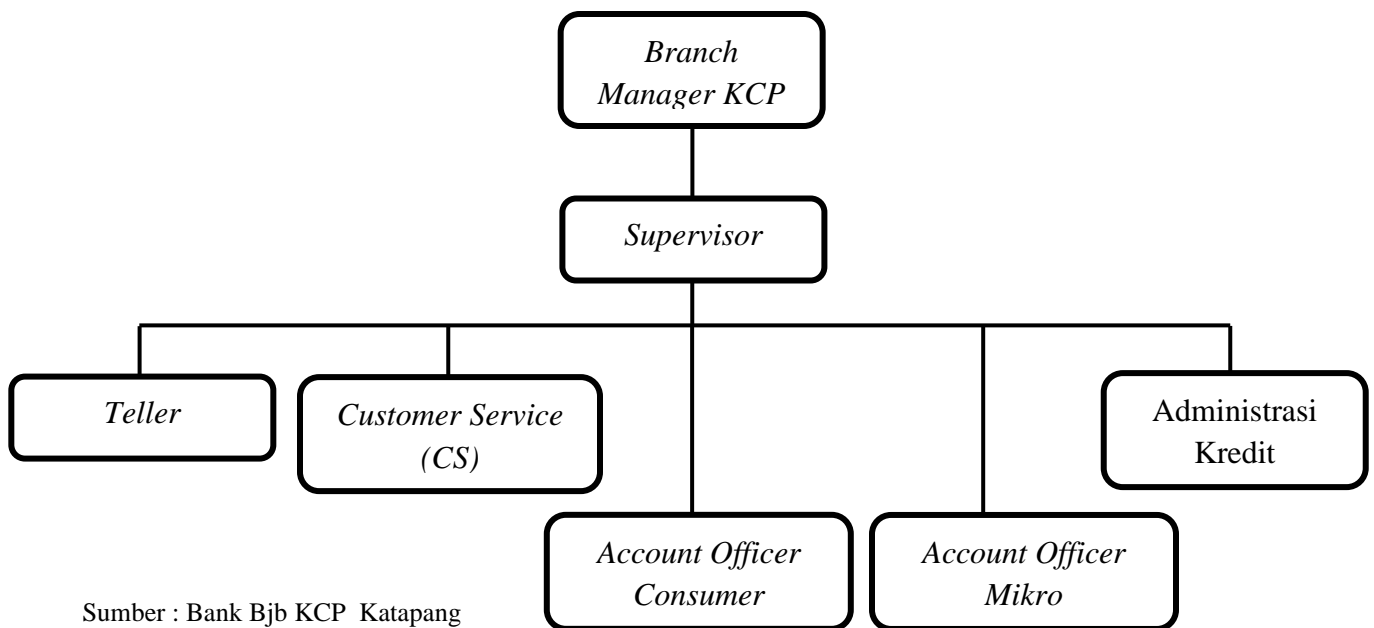 Branch
Manager KCP
Supervisor
Teller
Customer Service
(CS)
Administrasi
Kredit
Account Officer
Consumer
Account Officer
Mikro
Sumber : Bank Bjb KCP Katapang